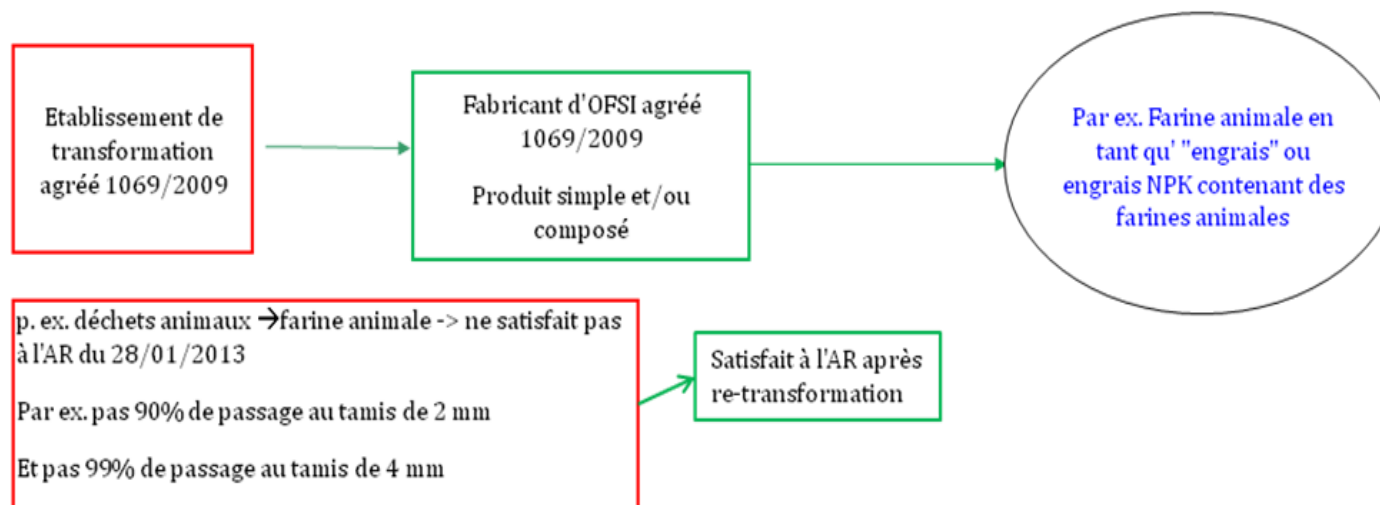 Etablissement de
transformation
agréé 1069/2009
Fabricant d'OFSI agréé
1069/2009
Produit simple et/ou
composé
Par ex. Farine animale en
tant qu' "engrais" ou
engrais NPK contenant des
farines animales
p. ex. déchets animaux →farine animale -> ne satisfait pas
à l'AR du 28/01/2013
Par ex. pas 90% de passage au tamis de 2 mm
Et pas 99% de passage au tamis de 4 mm
Satisfait à l'AR après
re-transformation